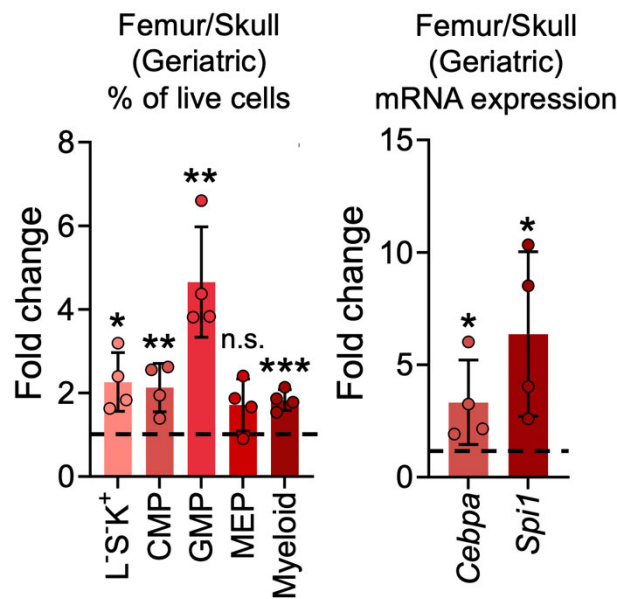 Femur/Skull
(Geriatric)
% of live cells
Fold change
8
6
4
2
0
*
**
**
n.s.
***
L⁻S⁻K⁺
CMP
GMP
MEP
Myeloid
Femur/Skull
(Geriatric)
mRNA expression
Fold change
15
10
5
0
*
*
Cebpa
Spi1